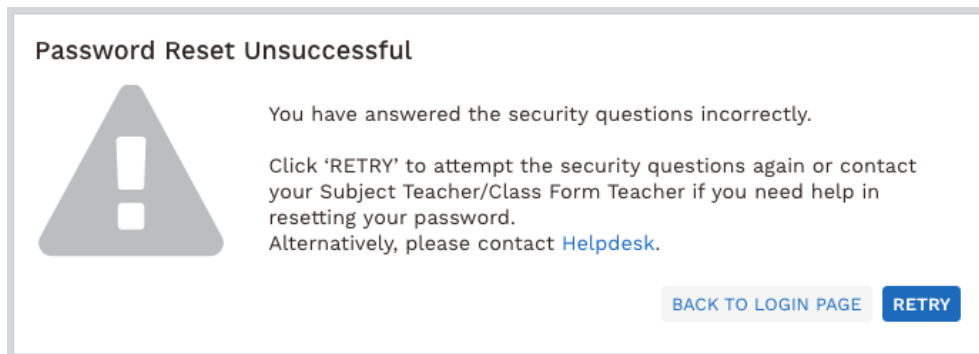 Password Reset Unsuccessful
You have answered the security questions incorrectly.
Click ‘RETRY’ to attempt the security questions again or contact
your Subject Teacher/Class Form Teacher if you need help in
resetting your password.
Alternatively, please contact Helpdesk.
BACK TO LOGIN PAGE RETRY